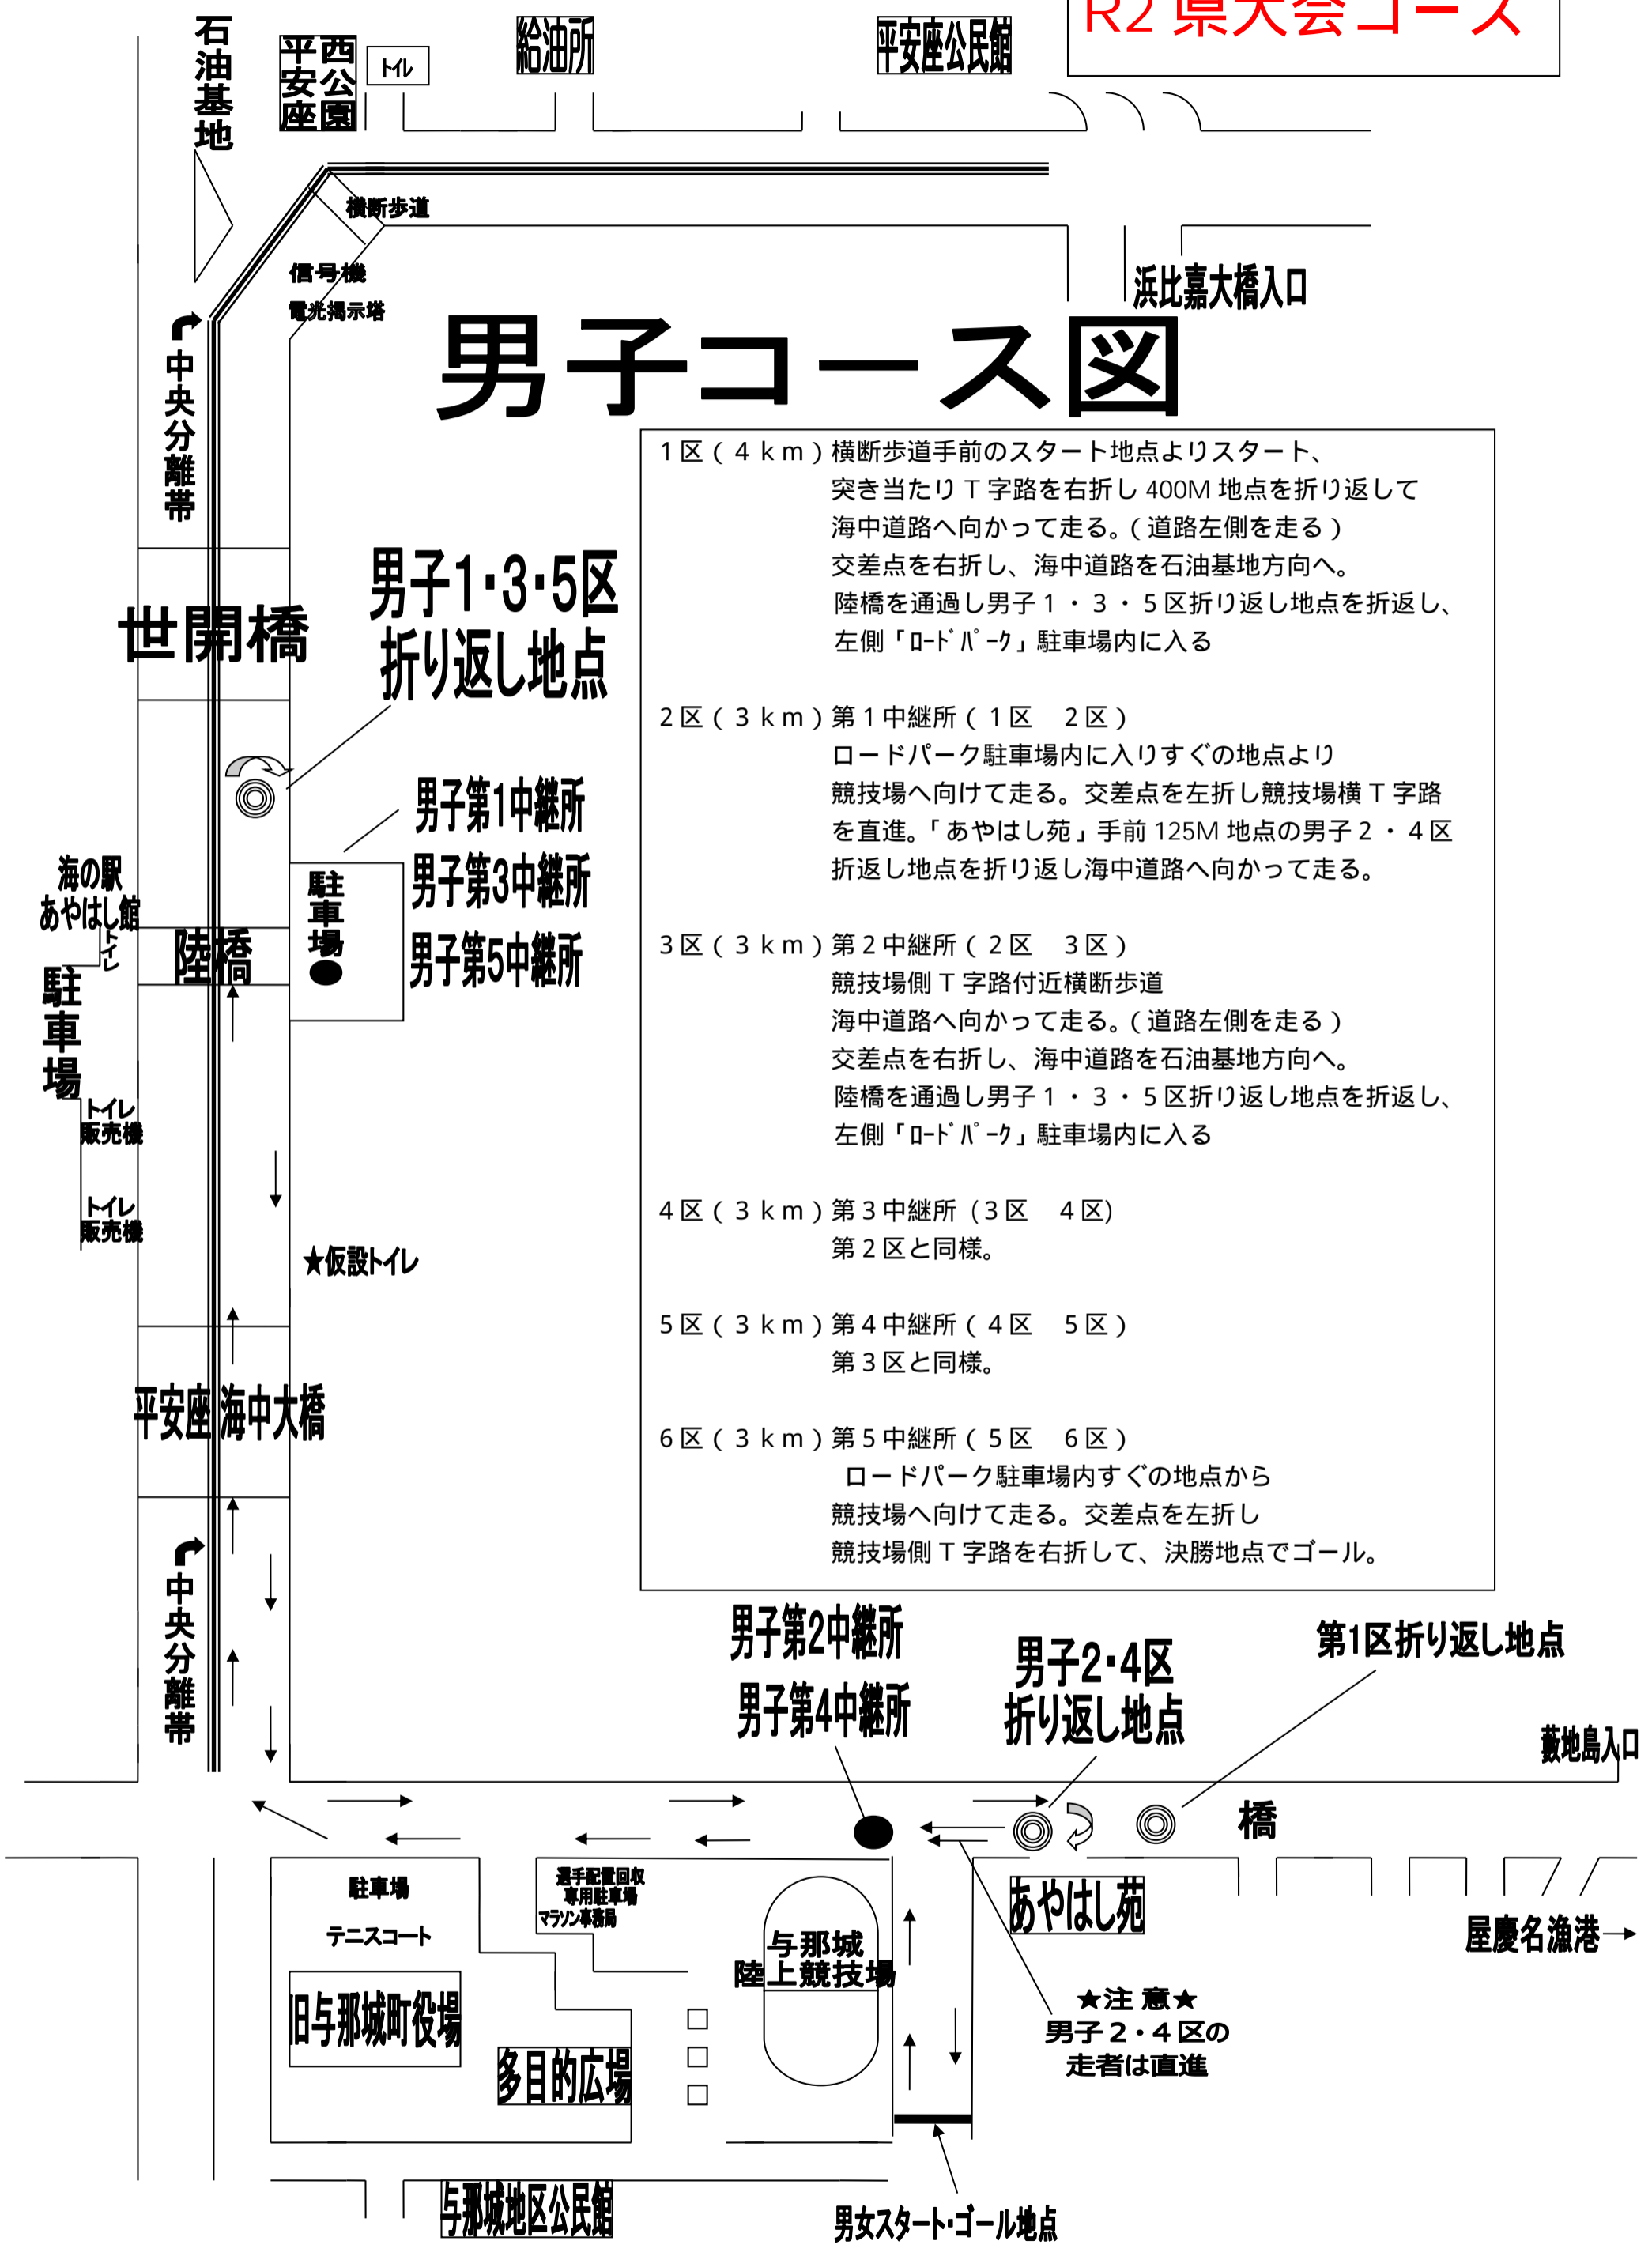 R2 県大会コース
石油基地
平安座
西公園
トイレ
給油所
平安座公民館
横断歩道
信号機
電光掲示塔
浜比嘉大橋入口
男子コース図
中央分離帯
1区(4km)横断歩道手前のスタート地点よりスタート、
突き当たりT字路を右折し400M地点を折り返して
海中道路へ向かって走る。(道路左側を走る)
交差点を右折し、海中道路を石油基地方向へ。
陸橋を通過し男子1・3・5区折り返し地点を折返し、
左側「ロードパーク」駐車場内に入る
2区(3km)第1中継所(1区　2区)
ロードパーク駐車場内に入りすぐの地点より
競技場へ向けて走る。交差点を左折し競技場横T字路
を直進。「あやはし苑」手前125M地点の男子2・4区
折返し地点を折り返し海中道路へ向かって走る。
3区(3km)第2中継所(2区　3区)
競技場側T字路付近横断歩道
海中道路へ向かって走る。(道路左側を走る)
交差点を右折し、海中道路を石油基地方向へ。
陸橋を通過し男子1・3・5区折り返し地点を折返し、
左側「ロードパーク」駐車場内に入る
4区(3km)第3中継所(3区　4区)
第2区と同様。
5区(3km)第4中継所(4区　5区)
第3区と同様。
6区(3km)第5中継所(5区　6区)
ロードパーク駐車場内すぐの地点から
競技場へ向けて走る。交差点を左折し
競技場側T字路を右折して、決勝地点でゴール。
世開橋
男子1・3・5区
折り返し地点
男子第1中継所
男子第3中継所
男子第5中継所
駐車場●
海の駅
あやはし館
トイレ
陸橋
駐車場
トイレ
販売機
トイレ
販売機
★仮設トイレ
平安座 海中大橋
中央分離帯
男子第2中継所
男子第4中継所
男子2・4区
折り返し地点
第1区折り返し地点
藪地島入口
橋
駐車場
テニスコート
選手配置回収
専用駐車場
マラソン事務局
与那城
陸上競技場
あやはし苑
屋慶名漁港→
旧与那城町役場
多目的広場
★注 意★
男子2・4区の
走者は直進
与那城地区公民館
男女スタート・ゴール地点